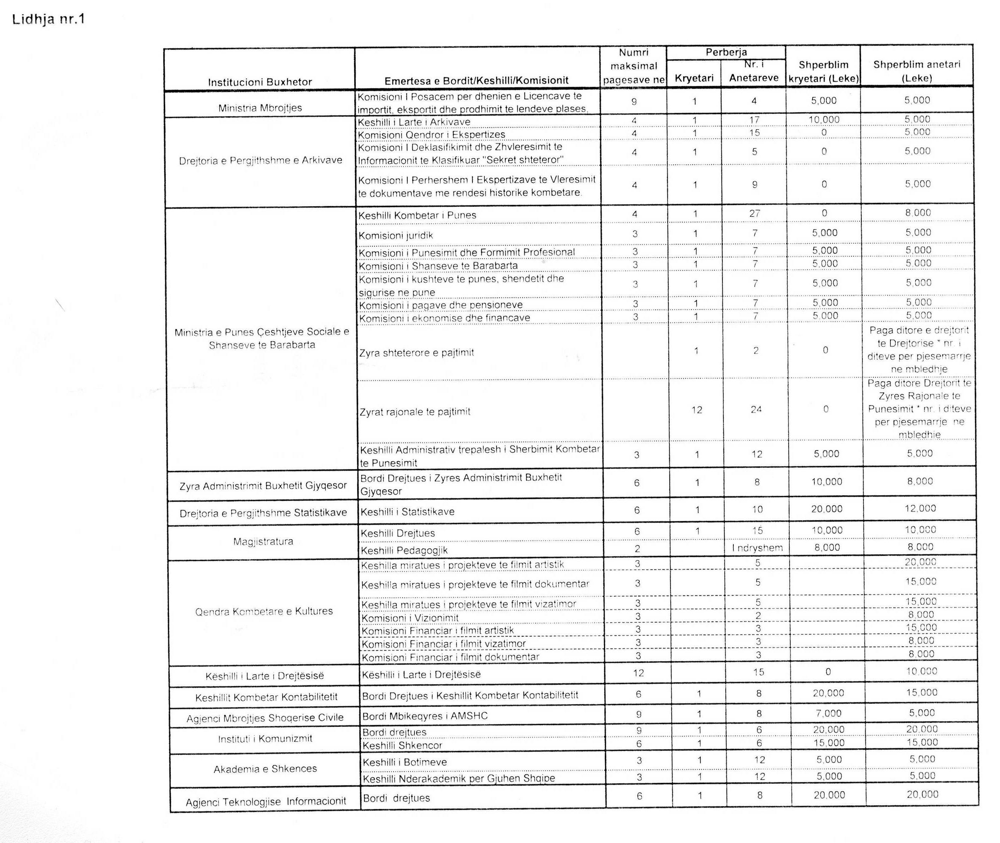 Lidhja nr.1
Institucioni Buxhetor
Emertesa e Bordit/Keshilli/Komisionit
Numri
maksimal
pagesave ne
Perberja
Kryetari
Nr. i
Anetareve
Shperblim
kryetari (Leke)
Shperblim anetari
(Leke)
Ministria Mbrojtjes
Komisioni I Posacem per dhenien e Licencave te
importit, eksportit dhe prodhimit te lendeve plases,
9 1 4 5,000 5,000
Drejtoria e Pergjithshme e Arkivave
Keshilli i Larte i Arkivave 4 1 17 10,000 5,000
Komisioni Qendror i Ekspertizes 4 1 15 0 5,000
Komisioni I Deklasifikimit dhe Zhvleresimit te
Informacionit te Klasifikuar "Sekret shteteror"
4 1 5 0 5,000
Komisioni I Perhershem I Ekspertizave te Vleresimit
te dokumentave me rendesi historike kombetare.
4 1 9 0 5,000
Ministria e Punes Çeshtjeve Sociale e
Shanseve te Barabarta
Keshilli Kombetar i Punes 4 1 27 0 8,000
Komisioni juridik 3 1 7 5,000 5,000
Komisioni i Punesimit dhe Formimit Profesional 3 1 7 5,000 5,000
Komisioni i Shanseve te Barabarta 3 1 7 5,000 5,000
Komisioni i kushteve te punes, shendetit dhe
sigurise ne pune
3 1 7 5,000 5,000
Komisioni i pagave dhe pensioneve 3 1 7 5,000 5,000
Komisioni i ekonomise dhe financave 3 1 7 5,000 5,000
Zyra shteterore e pajtimit 1 2 0
Paga ditore e drejtorit
te Drejtorise * nr. i
diteve per pjesemarrje
ne mbledhje
Zyrat rajonale te pajtimit 12 24 0
Paga ditore Drejtorit te
Zyres Rajonale te
Punesimit * nr. i diteve
per pjesemarrje ne
mbledhje
Keshilli Administrativ trepalesh i Sherbimit Kombetar
te Punesimit
3 1 12 5,000 5,000
Zyra Administrimit Buxhetit Gjyqesor
Bordi Drejtues i Zyres Administrimit Buxhetit
Gjyqesor
6 1 8 10,000 8,000
Drejtoria e Pergjithshme Statistikave Keshilli i Statistikave 6 1 10 20,000 12,000
Magjistratura
Keshilli Drejtues 6 1 15 10,000 10,000
Keshilli Pedagogjik 2 I ndryshem 8,000 8,000
Qendra Kombetare e Kultures
Keshilla miratues i projekteve te filmit artistik 3 5 20,000
Keshilla miratues i projekteve te filmit dokumentar 3 5 15,000
Keshilla miratues i projekteve te filmit vizatimor 3 5 15,000
Komisioni i Vizionimit 3 2 8,000
Komisioni Financiar i filmit artistik 3 3 15,000
Komisioni Financiar i filmit vizatimor 3 3 8,000
Komisioni Financiar i filmit dokumentar 3 3 8,000
Këshilli i Larte i Drejtësisë Këshilli i Larte i Drejtësisë 12 15 0 10,000
Keshillit Kombetar Kontabilitetit Bordi Drejtues i Keshillit Kombetar Kontabilitetit 6 1 8 20,000 15,000
Agjenci Mbrojtjes Shoqerise Civile Bordi Mbikeqyres i AMSHC 9 1 8 7,000 5,000
Instituti i Komunizmit
Bordi drejtues 9 1 6 20,000 20,000
Keshilli Shkencor 6 1 6 15,000 15,000
Akademia e Shkences
Keshilli i Botimeve 3 1 12 5,000 5,000
Keshilli Nderakademik per Gjuhen Shqipe 3 1 12 5,000 5,000
Agjenci Teknologjise Informacionit Bordi drejtues 6 1 8 20,000 20,000